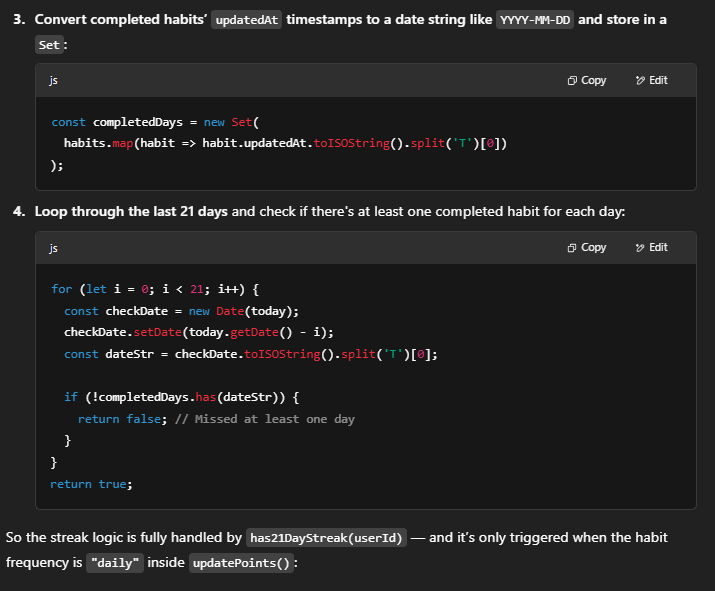 3. Convert completed habits’ updatedAt timestamps to a date string like YYYY-MM-DD and store in a
Set:
js Copy Edit
const completedDays = new Set(
  habits.map(habit => habit.updatedAt.toISOString().split('T')[0])
);
4. Loop through the last 21 days and check if there's at least one completed habit for each day:
js Copy Edit
for (let i = 0; i < 21; i++) {
  const checkDate = new Date(today);
  checkDate.setDate(today.getDate() - i);
  const dateStr = checkDate.toISOString().split('T')[0];
  if (!completedDays.has(dateStr)) {
    return false; // Missed at least one day
  }
}
return true;
So the streak logic is fully handled by has21DayStreak(userId) — and it’s only triggered when the habit
frequency is "daily" inside updatePoints():